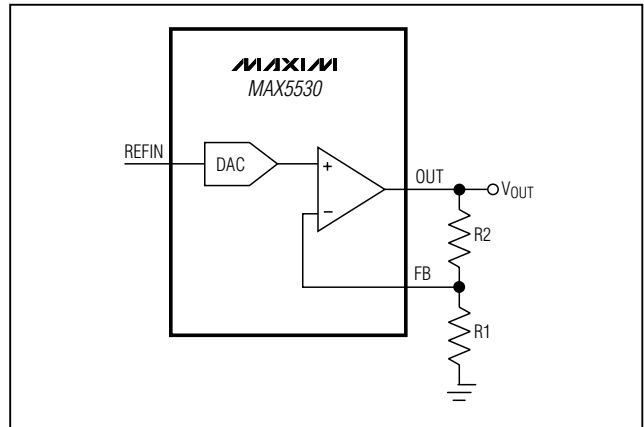 MAXIM
MAX5530
REFIN
DAC
+
OUT
VOUT
−
R2
FB
R1